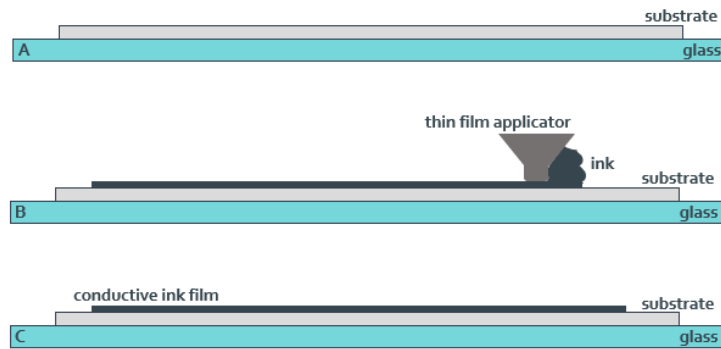 substrate
A
glass
thin film applicator
ink
substrate
B
glass
conductive ink film
substrate
C
glass